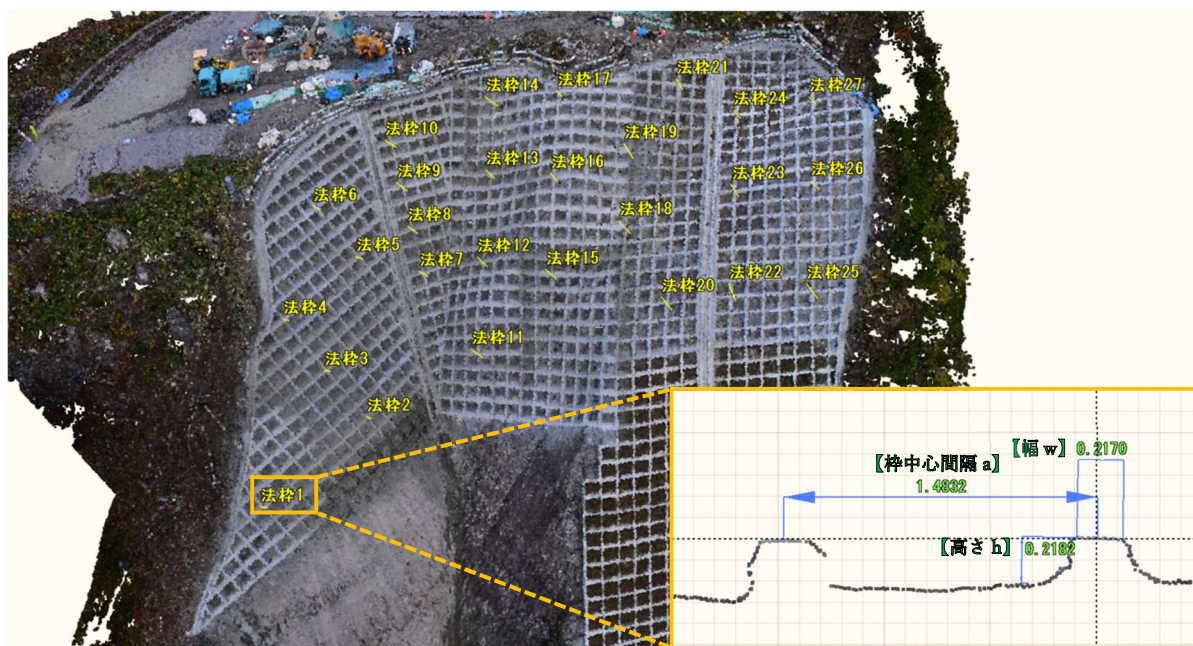 法枠21
法枠14
法枠17
法枠27
法枠24
法枠10
法枠19
法枠13
法枠16
法枠9
法枠23
法枠26
法枠6
法枠8
法枠18
法枠5
法枠12
法枠7
法枠15
法枠20
法枠22
法枠25
法枠4
法枠11
法枠3
法枠2
法枠1
【幅 w】 0.2170
【枠中心間隔 a】
1.4832
【高さ h】 0.2182